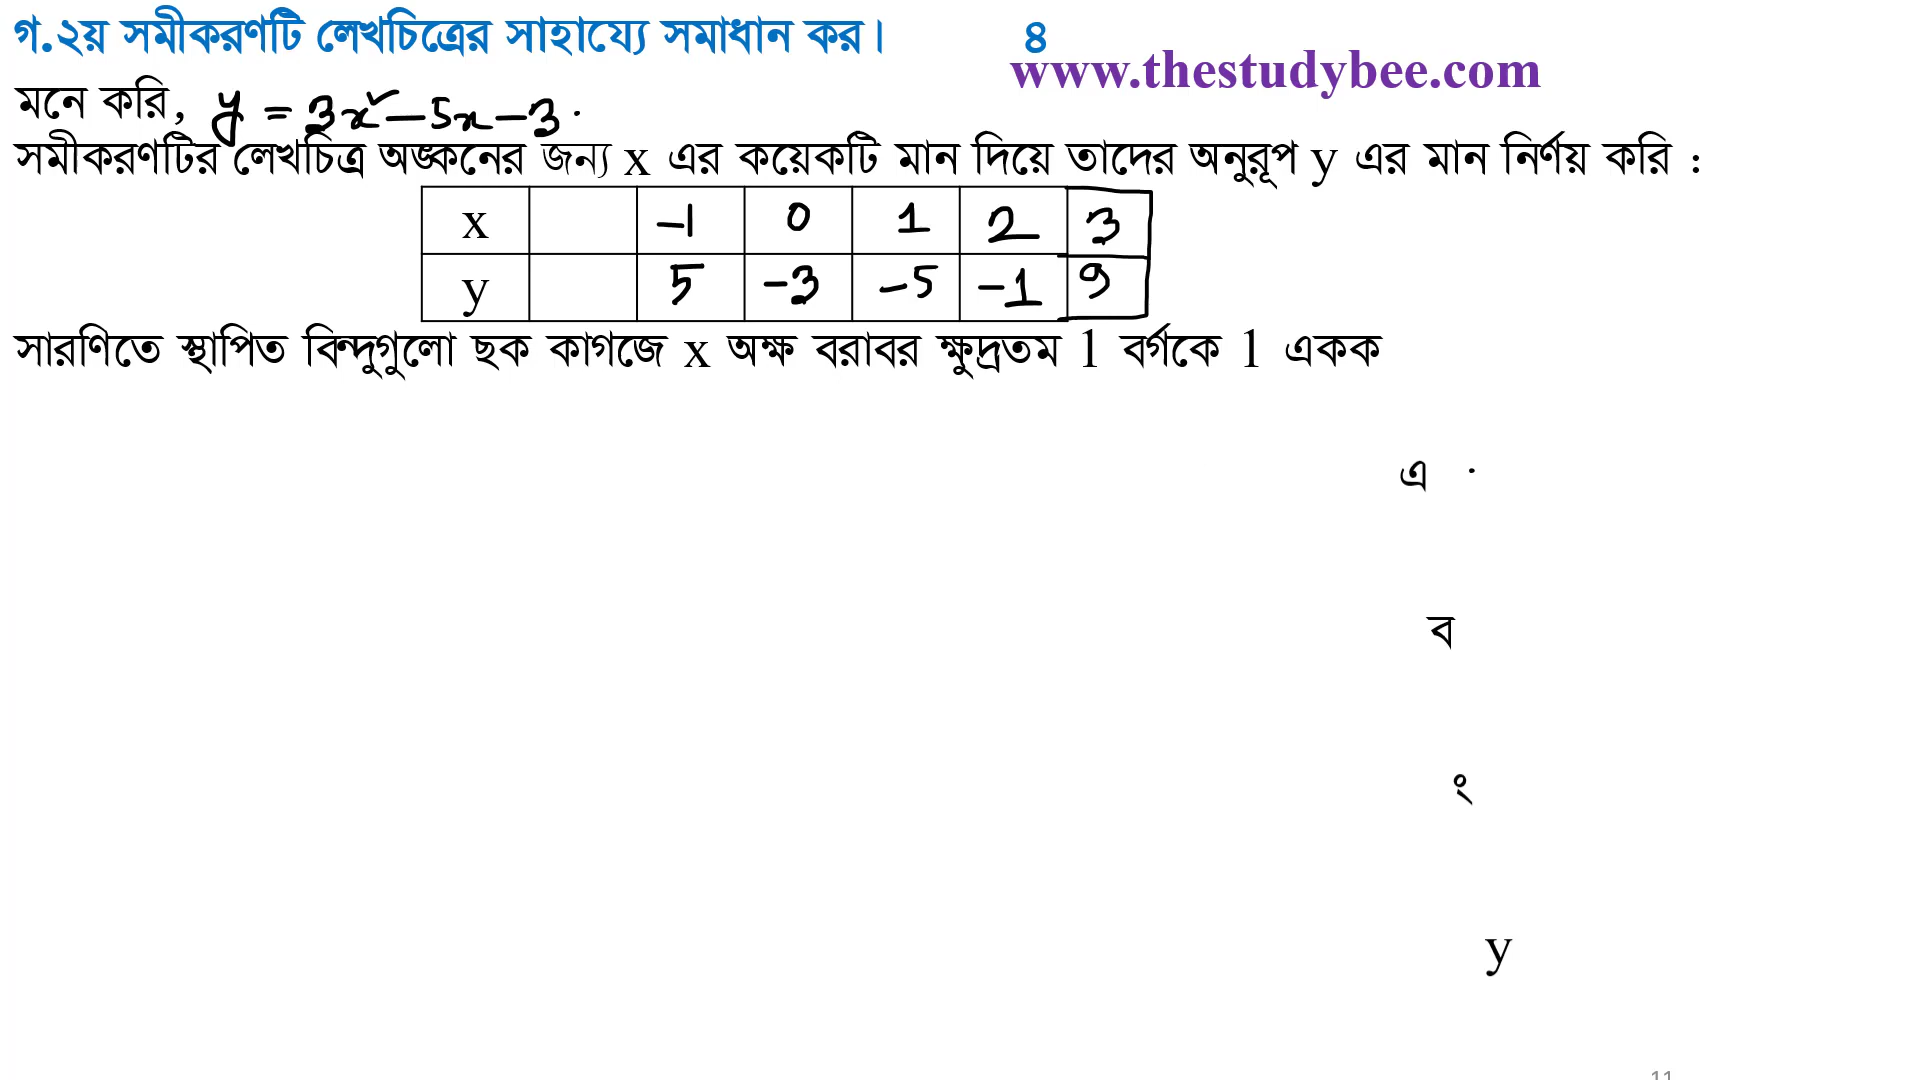 গ.২য় সমীকরণটি লেখচিত্রের সাহায্যে সমাধান কর। ৪
www.thestudybee.com
মনে করি, y = 3x² - 5x - 3 .
সমীকরণটির লেখচিত্র অঙ্কনের জন্য x এর কয়েকটি মান দিয়ে তাদের অনুরূপ y এর মান নির্ণয় করি :
x -1 0 1 2 3
y 5 -3 -5 -1 9
সারণিতে স্থাপিত বিন্দুগুলো ছক কাগজে x অক্ষ বরাবর ক্ষুদ্রতম 1 বর্গকে 1 একক
এ
ব
ং
y
11